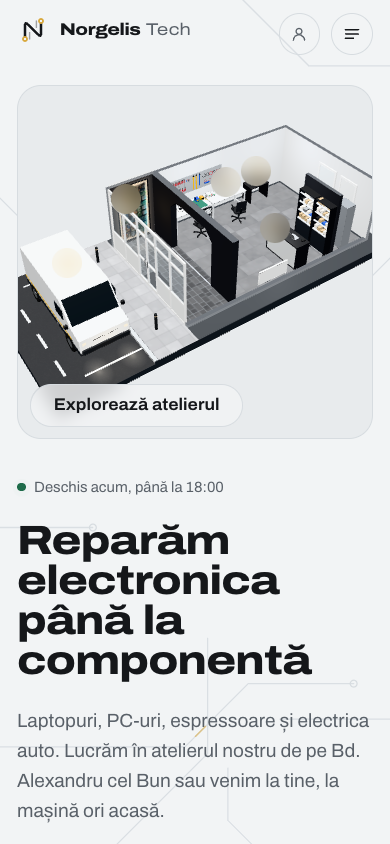 Norgelis Tech
Explorează atelierul
Deschis acum, până la 18:00
Reparăm
electronica
până la
componentă
Laptopuri, PC-uri, espressoare și electrica
auto. Lucrăm în atelierul nostru de pe Bd.
Alexandru cel Bun sau venim la tine, la
mașină ori acasă.